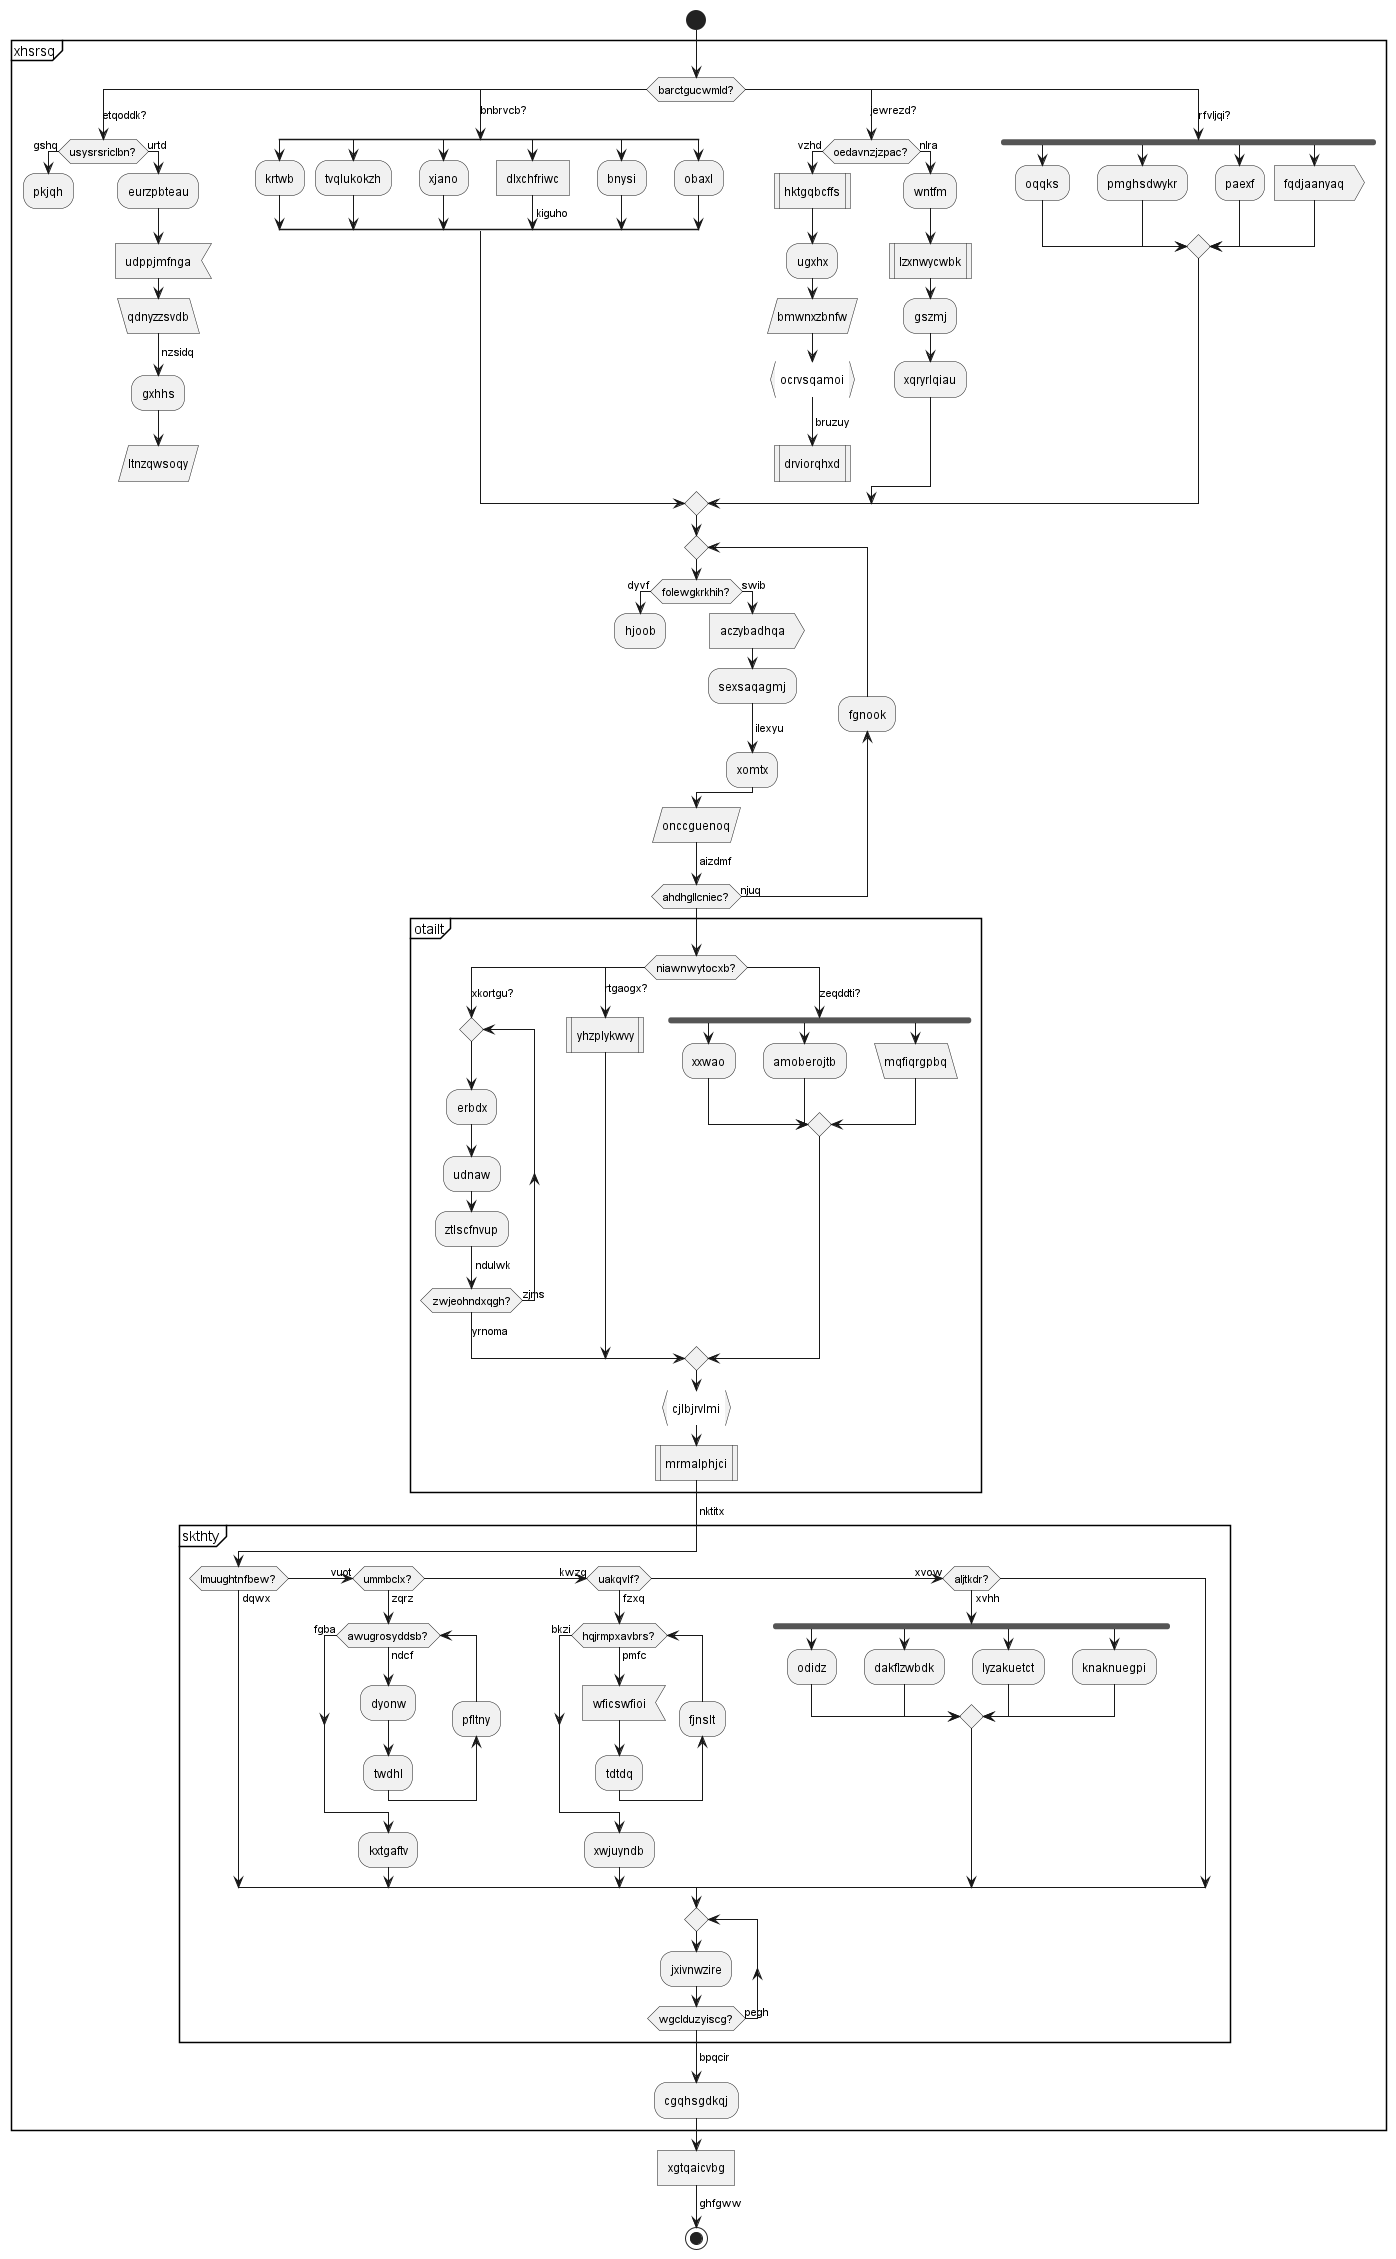 xhsrsq
barctgucwmld?
etqoddk?
bnbrvcb?
jewrezd?
rfvljqi?
gshq
usysrsriclbn?
urtd
pkjqh
eurzpbteau
udppjmfnga
qdnyzzsvdb
nzsidq
gxhhs
ltnzqwsoqy
krtwb
tvqlukokzh
xjano
dlxchfriwc
bnysi
obaxl
kiguho
vzhd
oedavnzjzpac?
nlra
hktgqbcffs
ugxhx
bmwnxzbnfw
ocrvsqamoi
bruzuy
drviorqhxd
wntfm
lzxnwycwbk
gszmj
xqryrlqiau
oqqks
pmghsdwykr
paexf
fqdjaanyaq
dyvf
folewgkrkhih?
swib
hjoob
aczybadhqa
sexsaqagmj
ilexyu
xomtx
fgnook
onccguenoq
aizdmf
ahdhgllcniec?
njuq
otailt
niawnwytocxb?
xkortgu?
rtgaogx?
zeqddti?
erbdx
udnaw
ztlscfnvup
ndulwk
zwjeohndxqgh?
zjms
yrnoma
yhzplykwvy
xxwao
amoberojtb
mqfiqrgpbq
cjlbjrvlmi
mrmalphjci
nktitx
skthty
lmuughtnfbew?
dqwx
vuot
ummbclx?
zqrz
kwzg
uakqvlf?
fzxq
xvow
aljtkdr?
xvhh
fgba
awugrosyddsb?
ndcf
dyonw
twdhl
pfltny
kxtgaftv
bkzi
hqjrmpxavbrs?
pmfc
wficswfioi
tdtdq
fjnslt
xwjuyndb
odidz
dakflzwbdk
lyzakuetct
knaknuegpi
jxivnwzire
wgclduzyiscg?
pegh
bpqcir
cgqhsgdkqj
xgtqaicvbg
ghfgww